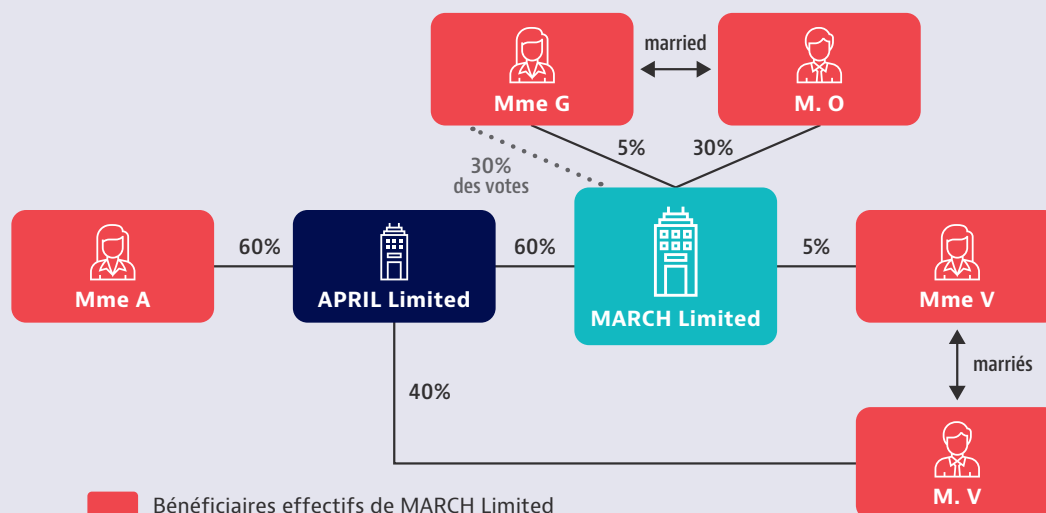 married
Mme G
M. O
5%
30%
30%
des votes
60%
60%
5%
Mme A
APRIL Limited
MARCH Limited
Mme V
marriés
40%
M. V
Bénéficiaires effectifs de MARCH Limited